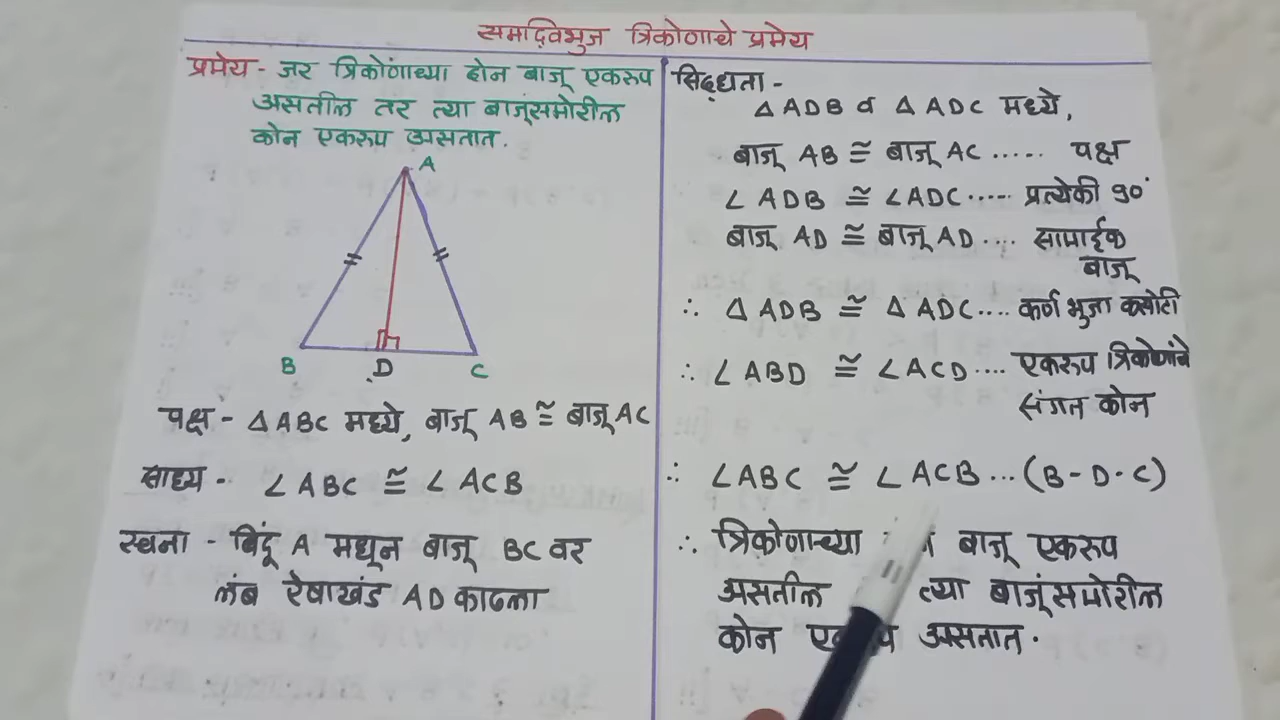 समद्विभुज त्रिकोणाचे प्रमेय
प्रमेय - जर त्रिकोणाच्या दोन बाजू एकरूप
असतील तर त्या बाजूंसमोरील
कोन एकरूप असतात.
A
B
D
C
पक्ष - △ABC मध्ये, बाजू AB ≅ बाजू AC
साध्य - ∠ABC ≅ ∠ACB
रचना - बिंदू A मधून बाजू BC वर
लंब रेषाखंड AD काढला
सिद्धता -
△ADB व △ADC मध्ये,
बाजू AB ≅ बाजू AC ..... पक्ष
∠ADB ≅ ∠ADC ..... प्रत्येकी 90°
बाजू AD ≅ बाजू AD .... सामाईक
बाजू
∴ △ADB ≅ △ADC .... कर्ण भुजा कसोटी
∴ ∠ABD ≅ ∠ACD .... एकरूप त्रिकोणांचे
संगत कोन
∴ ∠ABC ≅ ∠ACB ... (B-D-C)
∴ त्रिकोणाच्या बाजू एकरूप
असतील त्या बाजूंसमोरील
कोन असतात.